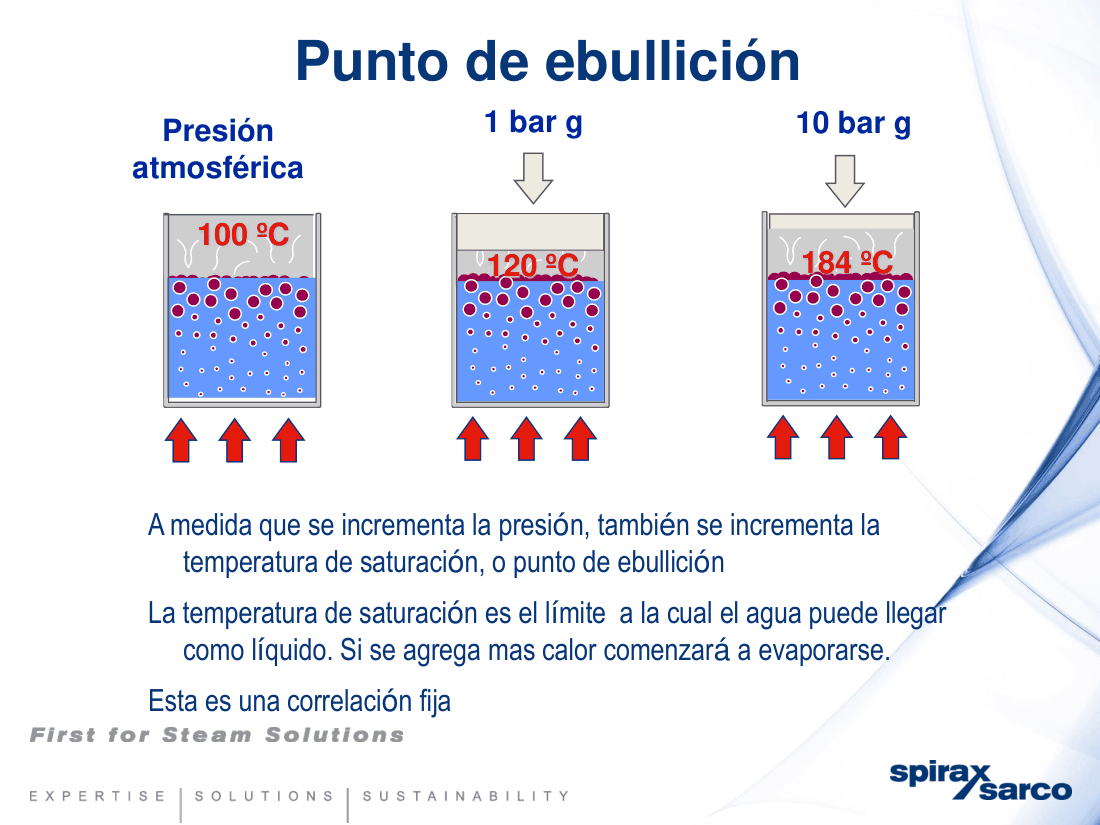 Punto de ebullición
Presión
atmosférica
1 bar g
10 bar g
100 ºC
120 ºC
184 ºC
A medida que se incrementa la presión, también se incrementa la
temperatura de saturación, o punto de ebullición
La temperatura de saturación es el límite  a la cual el agua puede llegar
como líquido. Si se agrega mas calor comenzará a evaporarse.
Esta es una correlación fija
First for Steam Solutions
EXPERTISE | SOLUTIONS | SUSTAINABILITY
spirax
sarco